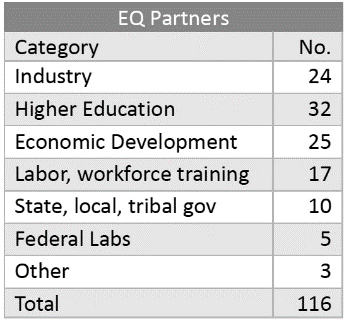 EQ Partners
Category No.
Industry 24
Higher Education 32
Economic Development 25
Labor, workforce training 17
State, local, tribal gov 10
Federal Labs 5
Other 3
Total 116